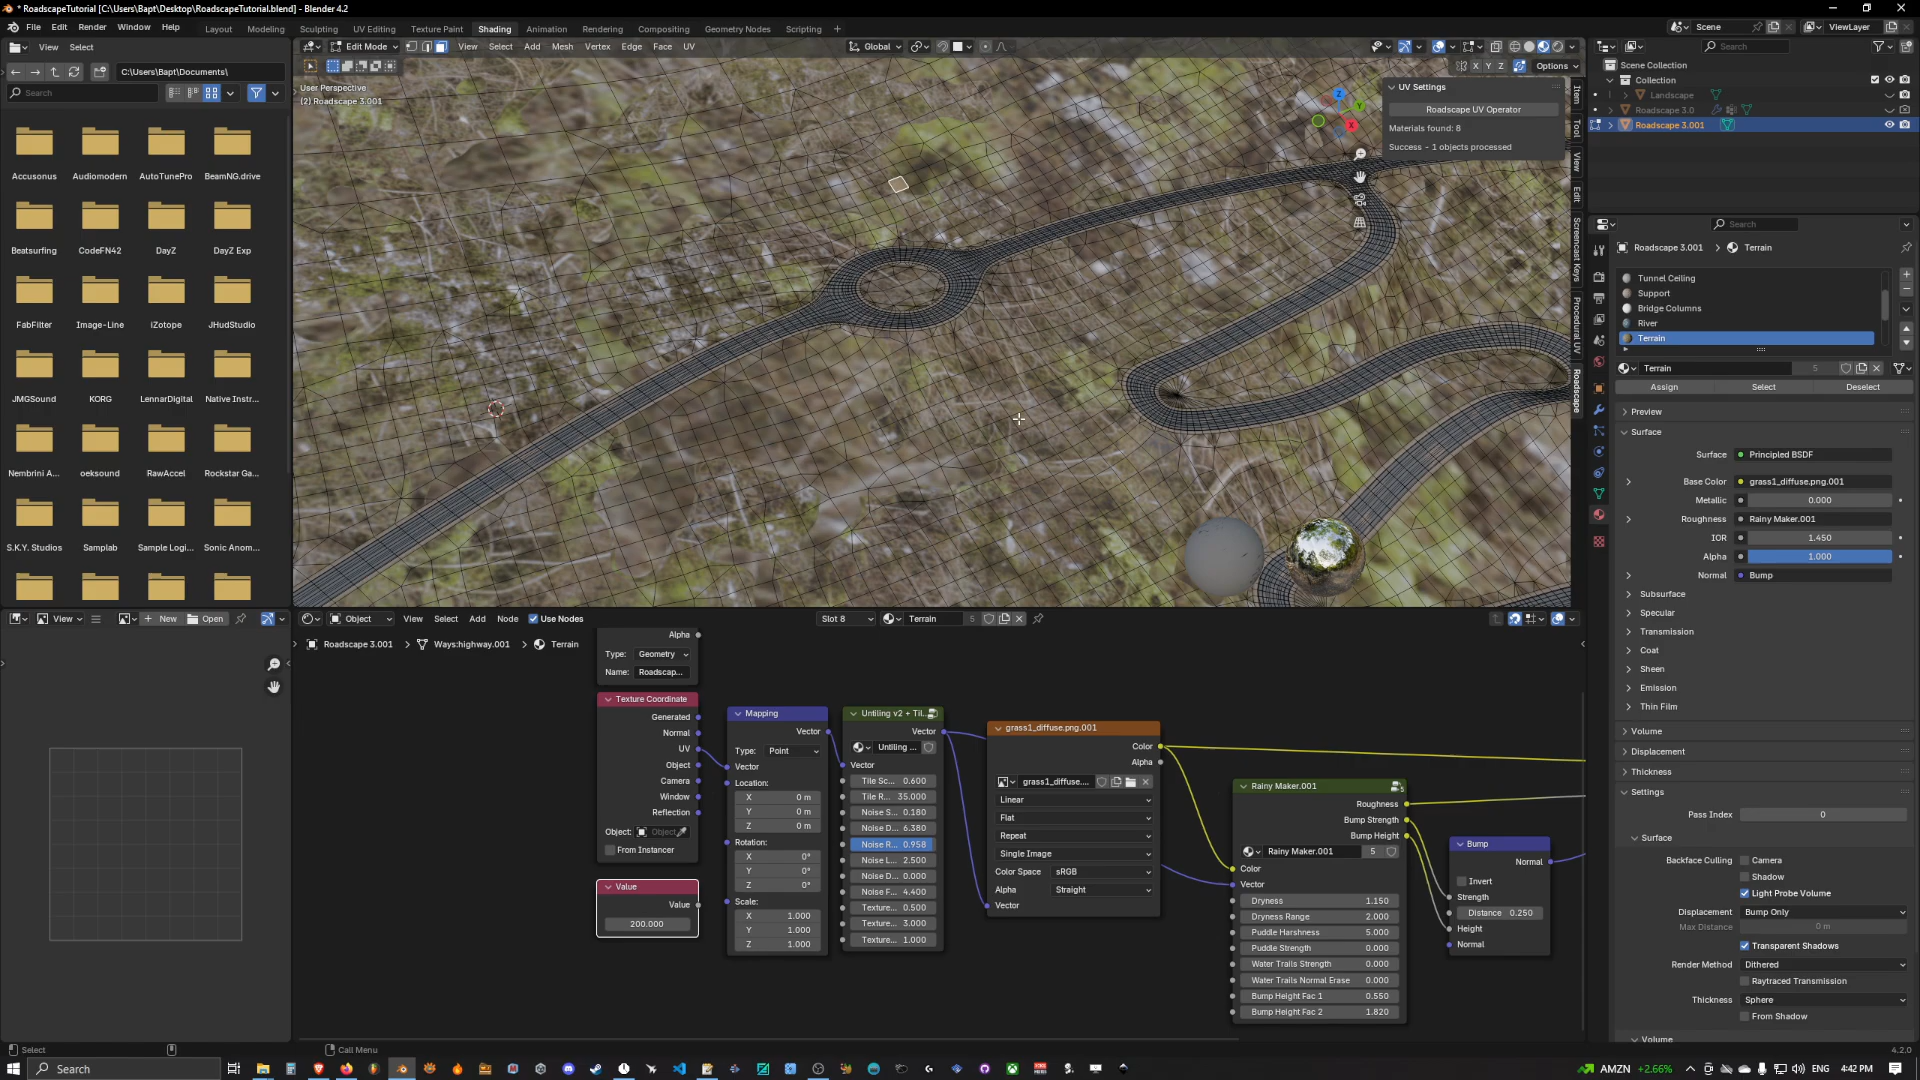 * RoadscapeTutorial [C:\Users\Bapt\Desktop\RoadscapeTutorial.blend] - Blender 4.2
File Edit Render Window Help Layout Modeling Sculpting UV Editing Texture Paint Shading Animation Rendering Compositing Geometry Nodes Scripting + Scene ViewLayer
View Select Edit Mode View Select Add Mesh Vertex Edge Face UV Global Search
C:\Users\Bapt\Documents\
Search
X Y Z Options
User Perspective
(2) Roadscape 3.001
Accusonus Audiomodern AutoTunePro BeamNG.drive
Beatsurfing CodeFN42 DayZ DayZ Exp
FabFilter Image-Line iZotope JHudStudio
JMGSound KORG LennarDigital Native Instr...
Nembrini A... oeksound RawAccel Rockstar Ga...
S.K.Y. Studios Samplab Sample Logi... Sonic Anom...
Z Y X
UV Settings
Roadscape UV Operator
Materials found: 8
Success - 1 objects processed
Item
Tool
View
Edit
Screencast Keys
Procedural UV
Roadscape
Scene Collection
Collection
Landscape
Roadscape 3.0
Roadscape 3.001
Search
Roadscape 3.001 > Terrain
Tunnel Ceiling
Support
Bridge Columns
River
Terrain
Terrain 5
Assign Select Deselect
Preview
Surface
Surface Principled BSDF
Base Color grass1_diffuse.png.001
Metallic 0.000
Roughness Rainy Maker.001
IOR 1.450
Alpha 1.000
Normal Bump
Subsurface
Specular
Transmission
Coat
Sheen
Emission
Thin Film
Volume
Displacement
Thickness
Settings
Pass Index 0
Surface
Backface Culling Camera
Shadow
Light Probe Volume
Displacement Bump Only
Max Distance 0 m
Transparent Shadows
Render Method Dithered
Raytraced Transmission
Thickness Sphere
From Shadow
Volume
View New Open
Object View Select Add Node Use Nodes Slot 8 Terrain 5
Roadscape 3.001 > Ways:highway.001 > Terrain
Alpha
Type: Geometry
Name: Roadscap...
Texture Coordinate
Generated
Normal
UV
Object
Camera
Window
Reflection
Object: Object
From Instancer
Value
Value
200.000
Mapping
Vector
Type: Point
Vector
Location:
X 0 m
Y 0 m
Z 0 m
Rotation:
X 0°
Y 0°
Z 0°
Scale:
X 1.000
Y 1.000
Z 1.000
Untiling v2 + Til...
Vector
Untiling ...
Vector
Tile Sc... 0.600
Tile R... 35.000
Noise S... 0.180
Noise D... 6.380
Noise R... 0.958
Noise L... 2.500
Noise D... 0.000
Noise F... 4.400
Texture... 0.500
Texture... 3.000
Texture... 1.000
grass1_diffuse.png.001
Color
Alpha
grass1_diffuse....
Linear
Flat
Repeat
Single Image
Color Space sRGB
Alpha Straight
Vector
Rainy Maker.001
Roughness
Bump Strength
Bump Height
Rainy Maker.001 5
Color
Vector
Dryness 1.150
Dryness Range 2.000
Puddle Harshness 5.000
Puddle Strength 0.000
Water Trails Strength 0.000
Water Trails Normal Erase 0.000
Bump Height Fac 1 0.550
Bump Height Fac 2 1.820
Bump
Normal
Invert
Strength
Distance 0.250
Height
Normal
Select Call Menu 4.2.0
Search AMZN +2.66% ENG 4:42 PM